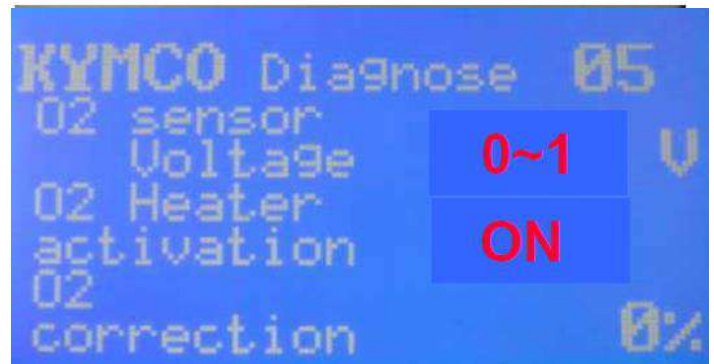 KYMCO Diagnose 05
O2 sensor
Voltage 0~1 V
O2 Heater
activation ON
O2
correction 0%